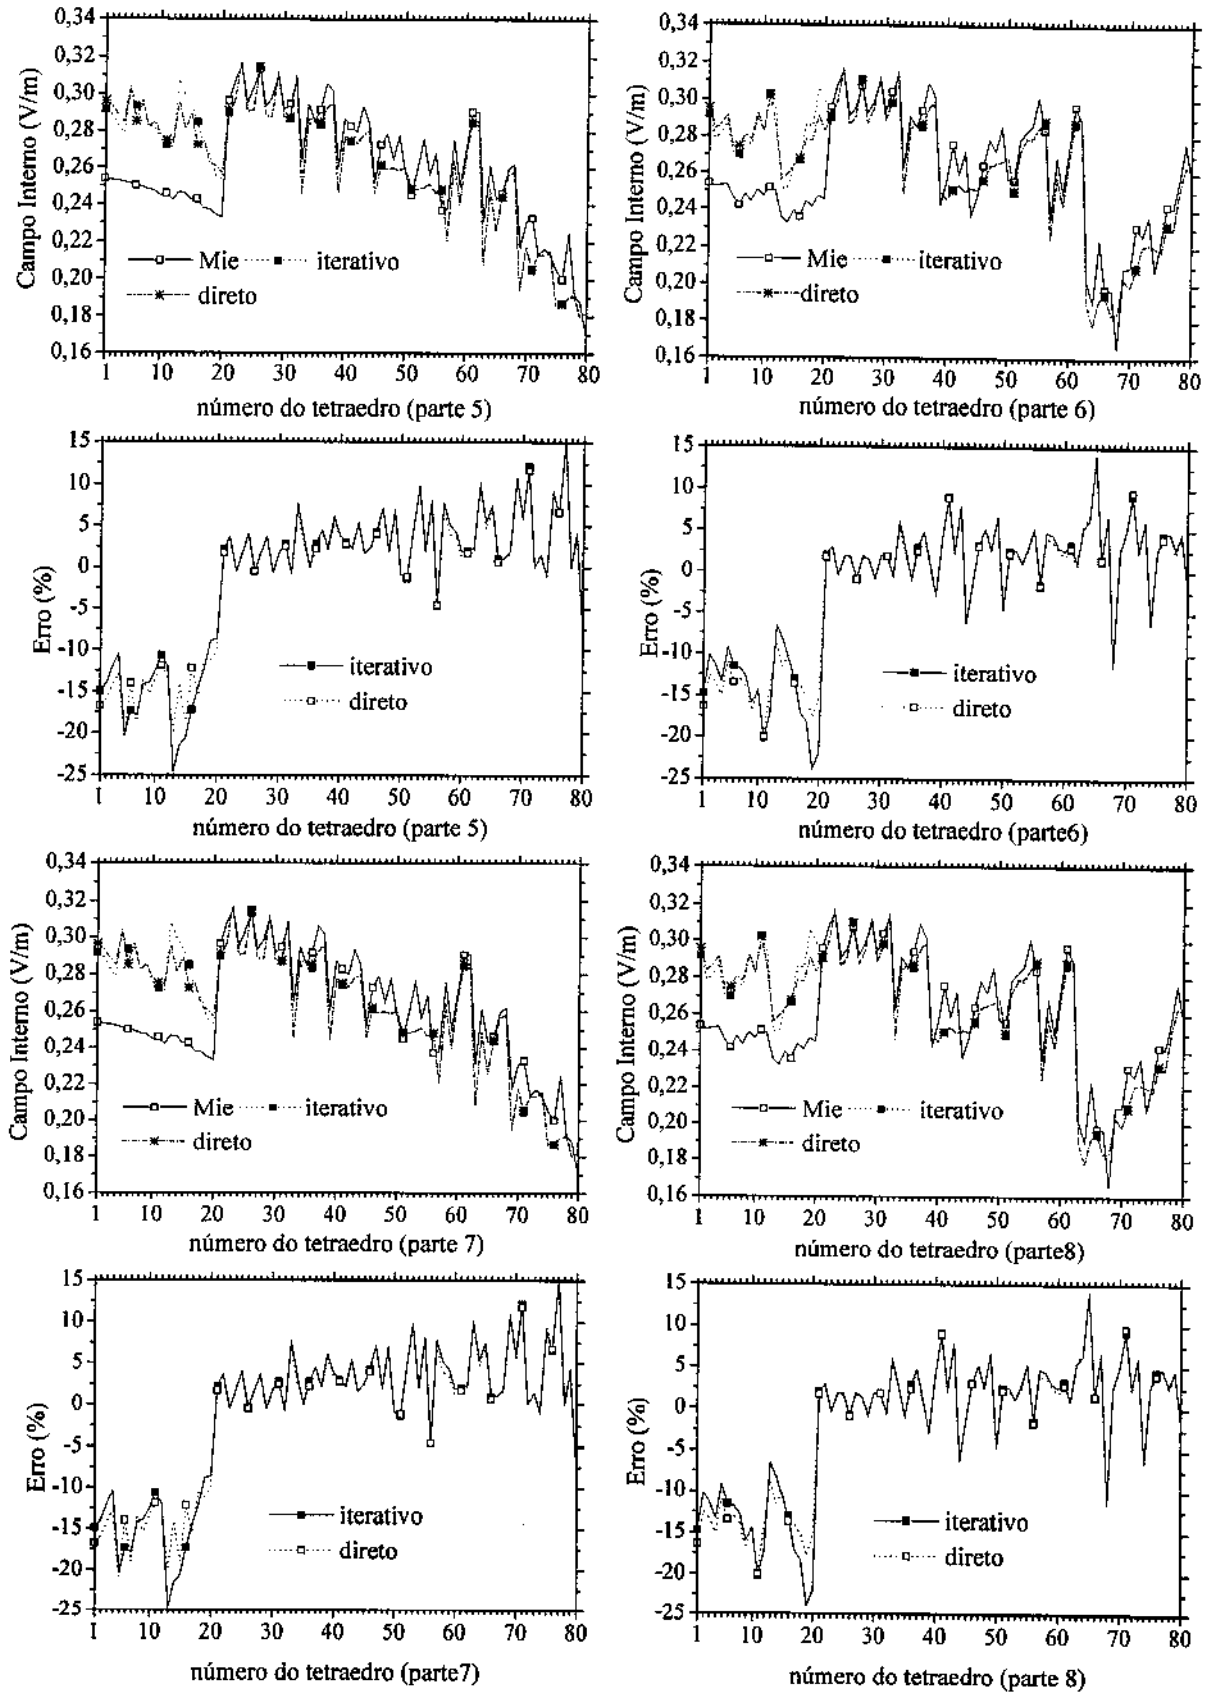 0,34
0,32
0,30
0,28
0,26
0,24
0,22
0,20
0,18
0,16
Campo Interno (V/m)
Mie
iterativo
direto
1 10 20 30 40 50 60 70 80
número do tetraedro (parte 5)
0,34
0,32
0,30
0,28
0,26
0,24
0,22
0,20
0,18
0,16
Campo Interno (V/m)
Mie
iterativo
direto
1 10 20 30 40 50 60 70 80
número do tetraedro (parte 6)
15
10
5
0
-5
-10
-15
-20
-25
Erro (%)
iterativo
direto
1 10 20 30 40 50 60 70 80
número do tetraedro (parte 5)
15
10
5
0
-5
-10
-15
-20
-25
Erro (%)
iterativo
direto
1 10 20 30 40 50 60 70 80
número do tetraedro (parte6)
0,34
0,32
0,30
0,28
0,26
0,24
0,22
0,20
0,18
0,16
Campo Interno (V/m)
Mie
iterativo
direto
1 10 20 30 40 50 60 70 80
número do tetraedro (parte 7)
0,34
0,32
0,30
0,28
0,26
0,24
0,22
0,20
0,18
0,16
Campo Interno (V/m)
Mie
iterativo
direto
1 10 20 30 40 50 60 70 80
número do tetraedro (parte8)
15
10
5
0
-5
-10
-15
-20
-25
Erro (%)
iterativo
direto
1 10 20 30 40 50 60 70 80
número do tetraedro (parte7)
15
10
5
0
-5
-10
-15
-20
-25
Erro (%)
iterativo
direto
1 10 20 30 40 50 60 70 80
número do tetraedro (parte 8)